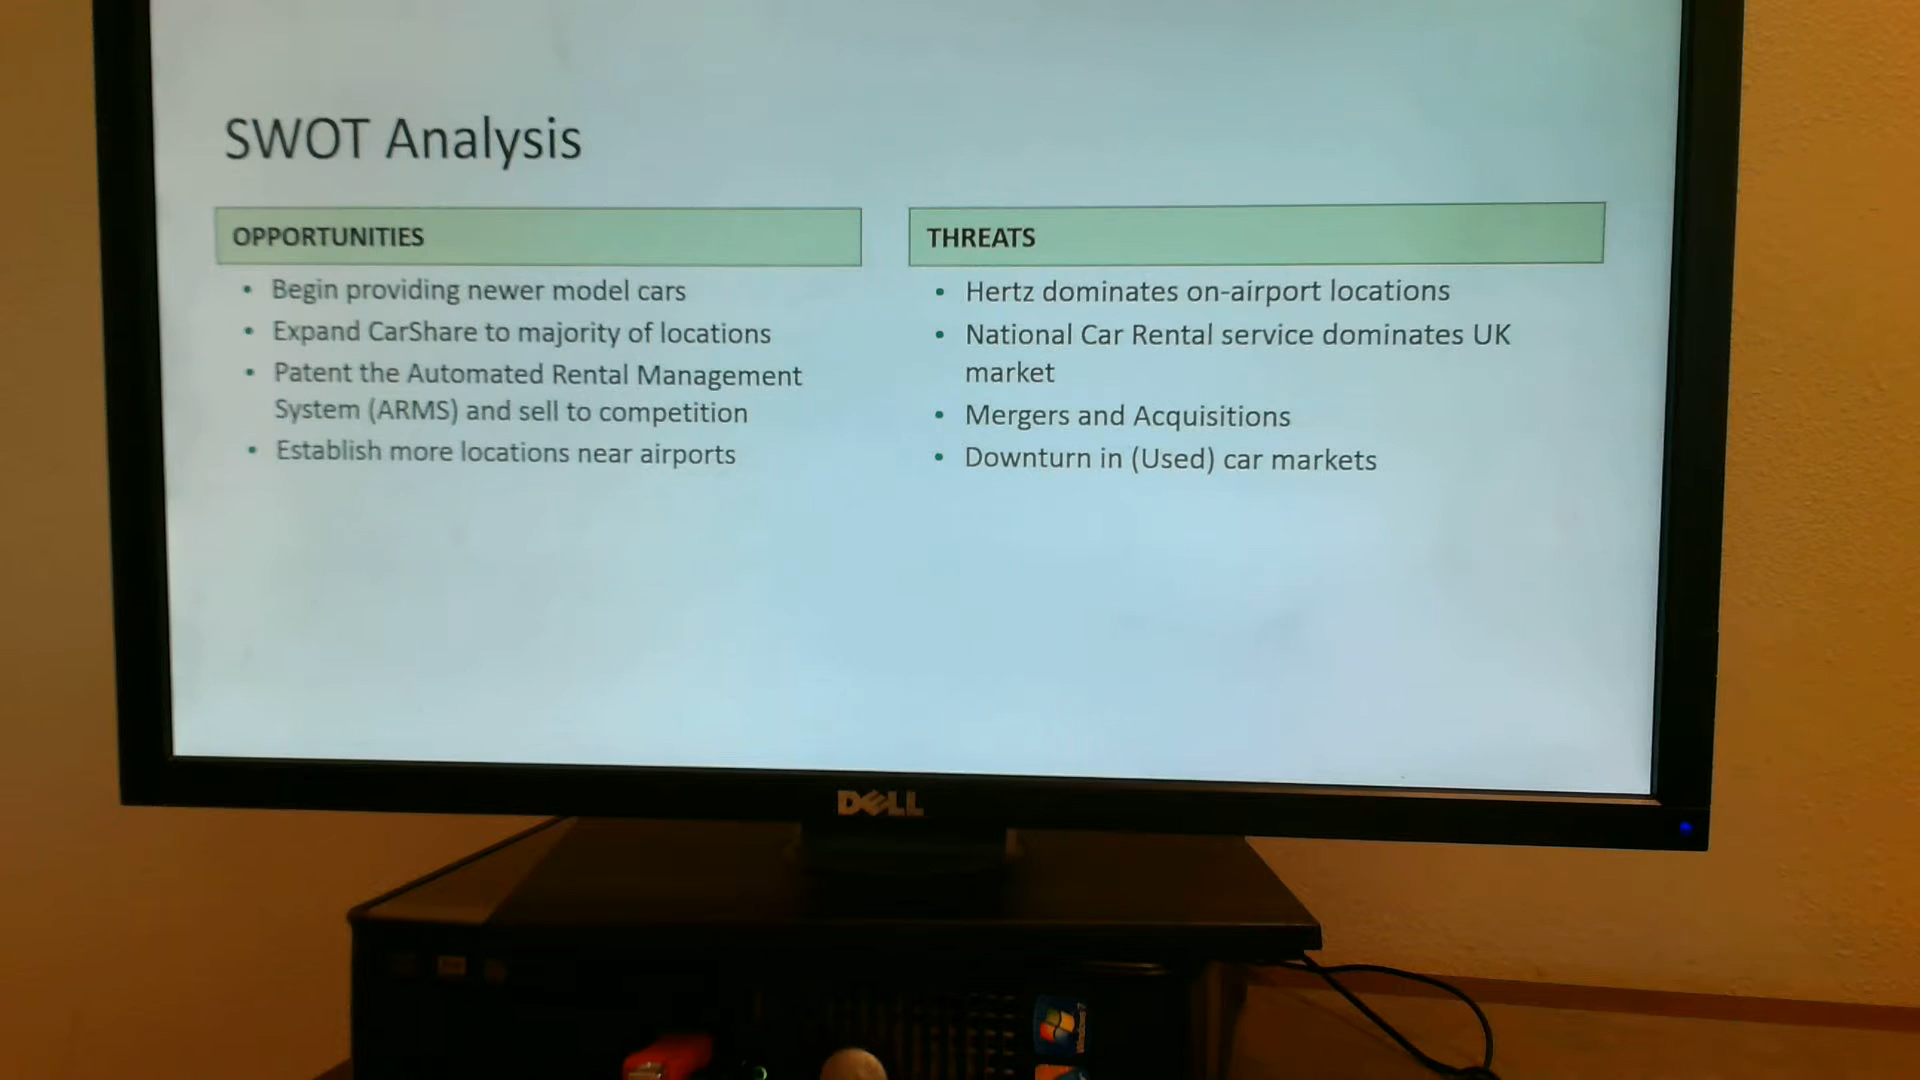 SWOT Analysis
OPPORTUNITIES
• Begin providing newer model cars
• Expand CarShare to majority of locations
• Patent the Automated Rental Management
System (ARMS) and sell to competition
• Establish more locations near airports
THREATS
• Hertz dominates on-airport locations
• National Car Rental service dominates UK
market
• Mergers and Acquisitions
• Downturn in (Used) car markets
DELL
Windows 7